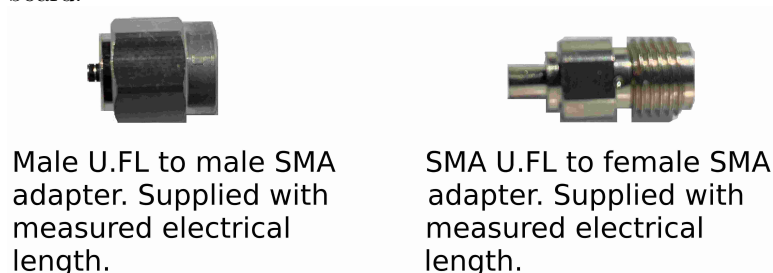 Male U.FL to male SMA
adapter. Supplied with
measured electrical
length.
SMA U.FL to female SMA
adapter. Supplied with
measured electrical
length.